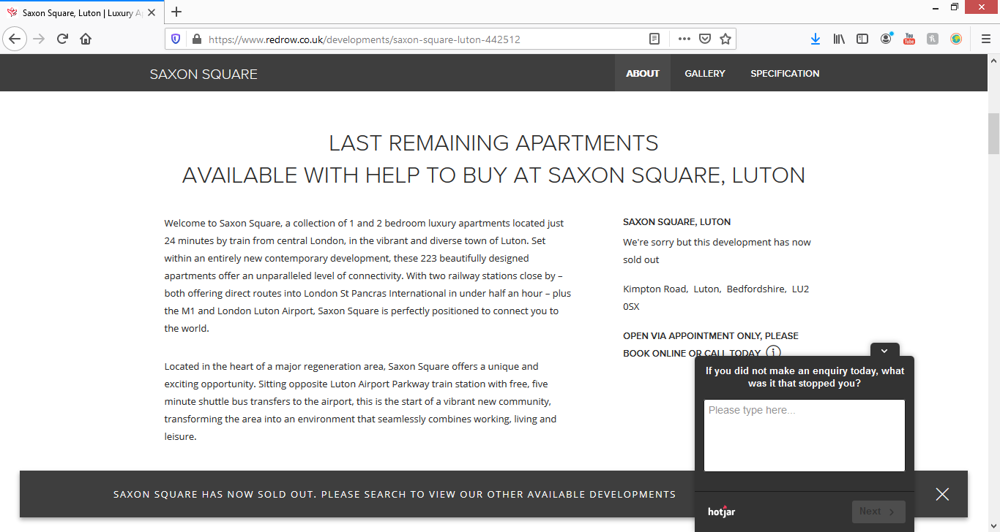 Saxon Square, Luton | Luxury A
https://www.redrow.co.uk/developments/saxon-square-luton-442512
You
Tube
SAXON SQUARE
ABOUT
GALLERY
SPECIFICATION
LAST REMAINING APARTMENTS
AVAILABLE WITH HELP TO BUY AT SAXON SQUARE, LUTON
Welcome to Saxon Square, a collection of 1 and 2 bedroom luxury apartments located just
24 minutes by train from central London, in the vibrant and diverse town of Luton. Set
within an entirely new contemporary development, these 223 beautifully designed
apartments offer an unparalleled level of connectivity. With two railway stations close by –
both offering direct routes into London St Pancras International in under half an hour – plus
the M1 and London Luton Airport, Saxon Square is perfectly positioned to connect you to
the world.
Located in the heart of a major regeneration area, Saxon Square offers a unique and
exciting opportunity. Sitting opposite Luton Airport Parkway train station with free, five
minute shuttle bus transfers to the airport, this is the start of a vibrant new community,
transforming the area into an environment that seamlessly combines working, living and
leisure.
SAXON SQUARE, LUTON
We're sorry but this development has now
sold out
Kimpton Road, Luton, Bedfordshire, LU2
0SX
OPEN VIA APPOINTMENT ONLY, PLEASE
BOOK ONLINE OR CALL TODAY
If you did not make an enquiry today, what
was it that stopped you?
Please type here...
hotjar
Next
SAXON SQUARE HAS NOW SOLD OUT. PLEASE SEARCH TO VIEW OUR OTHER AVAILABLE DEVELOPMENTS